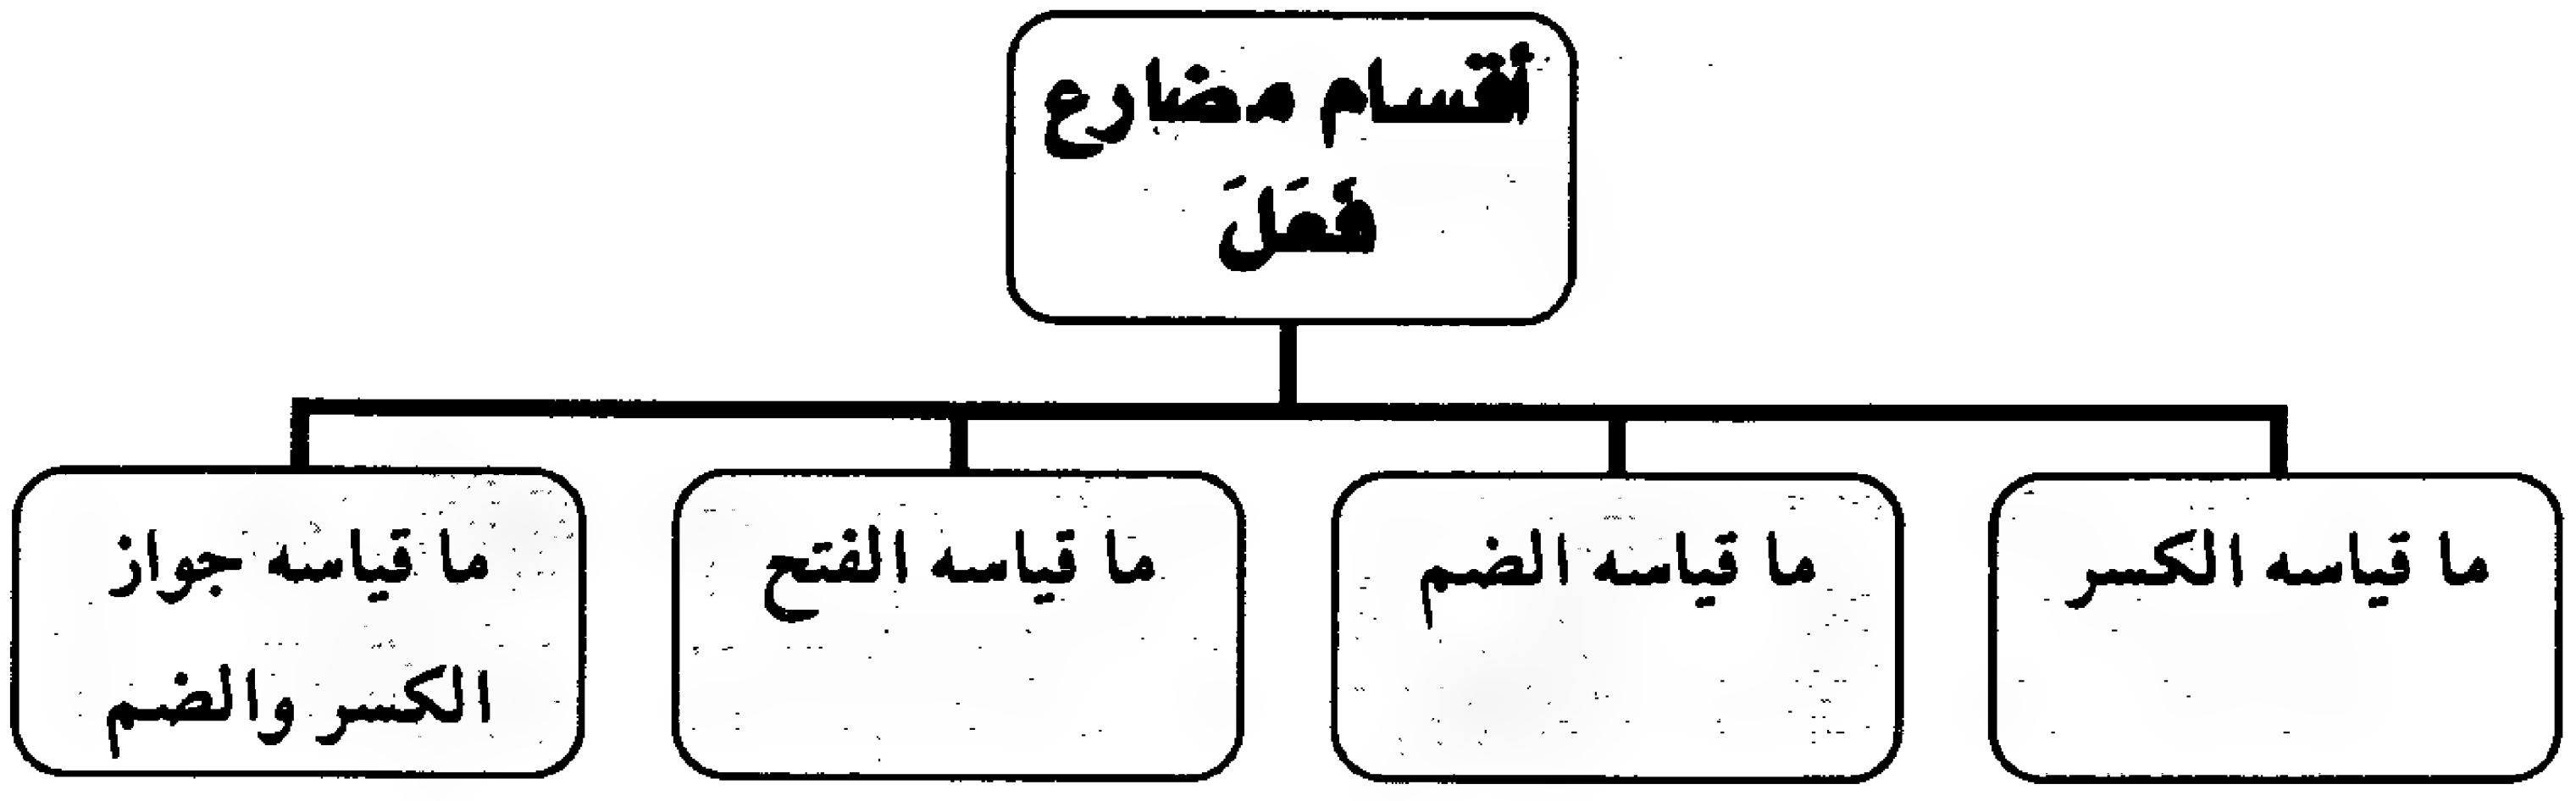 أقسام مضارع
فَعَلَ
ما قياسه الكسر
ما قياسه الضم
ما قياسه الفتح
ما قياسه جواز
الكسر والضم